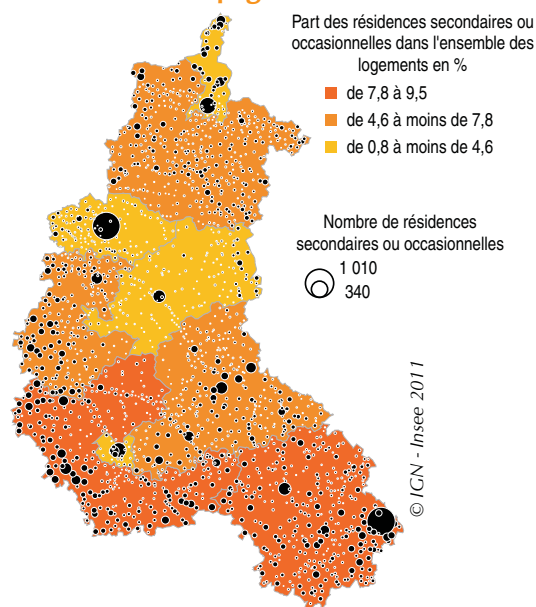 Part des résidences secondaires ou
occasionnelles dans l'ensemble des
logements en %
de 7,8 à 9,5
de 4,6 à moins de 7,8
de 0,8 à moins de 4,6
Nombre de résidences
secondaires ou occasionnelles
1 010
340
© IGN - Insee 2011